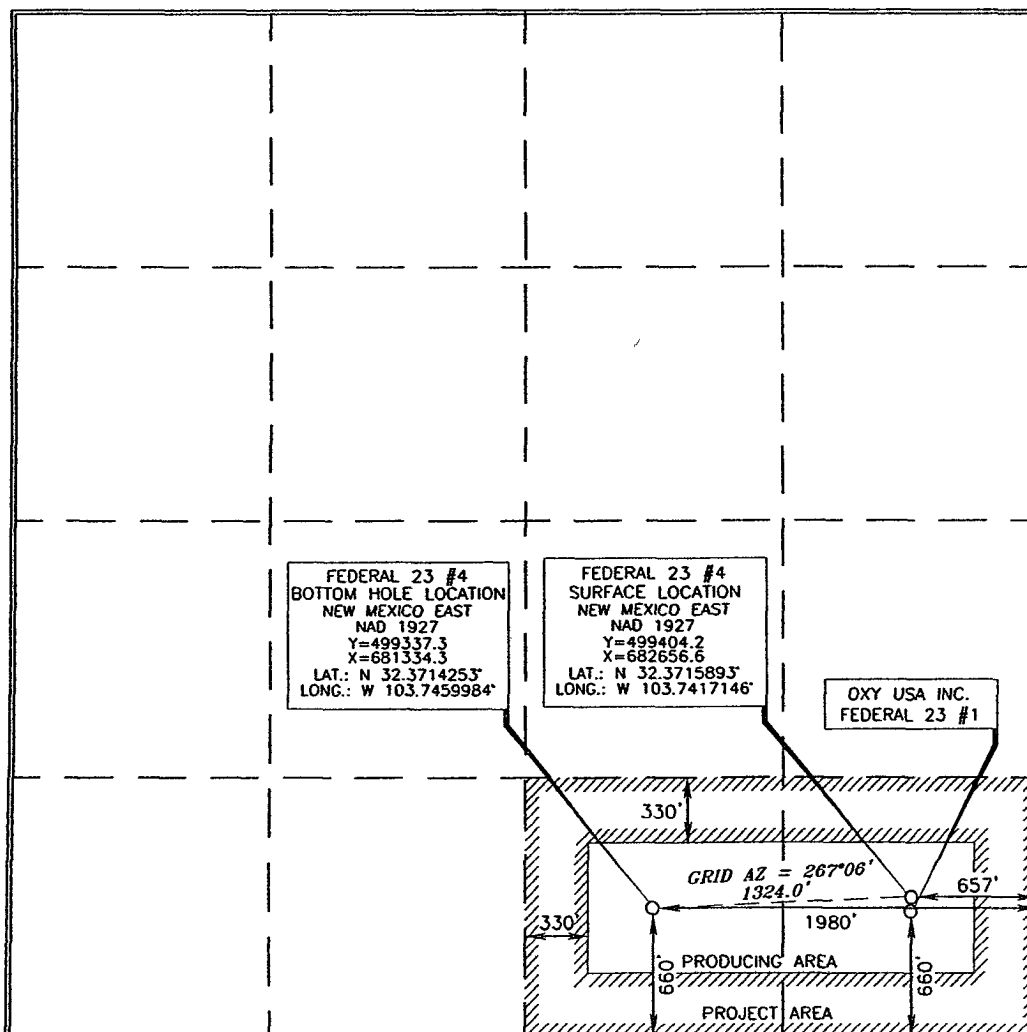 FEDERAL 23 #4
BOTTOM HOLE LOCATION
NEW MEXICO EAST
NAD 1927
Y=499337.3
X=681334.3
LAT.: N 32.3714253°
LONG.: W 103.7459984°
FEDERAL 23 #4
SURFACE LOCATION
NEW MEXICO EAST
NAD 1927
Y=499404.2
X=682656.6
LAT.: N 32.3715893°
LONG.: W 103.7417146°
OXY USA INC.
FEDERAL 23 #1
330'
GRID AZ = 267°06'
1324.0'
657'
330'
1980'
660'
PRODUCING AREA
660'
PROJECT AREA